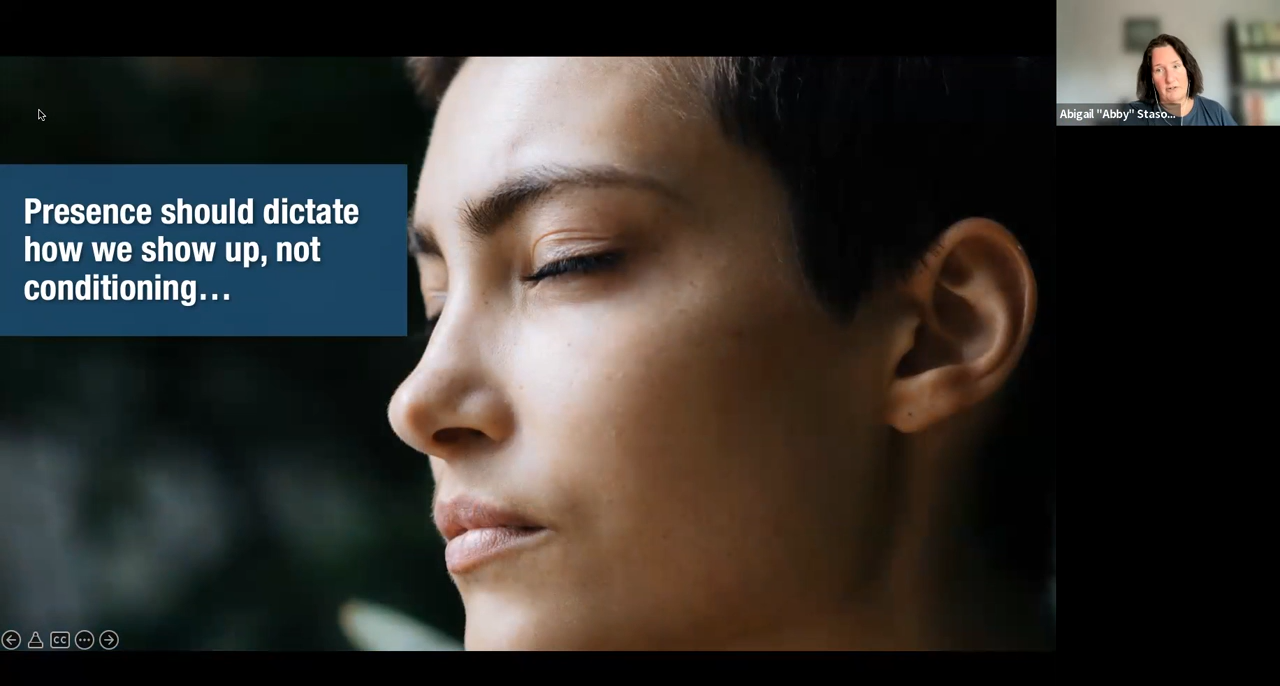 Presence should dictate
how we show up, not
conditioning…
Abigail "Abby" Staso...
CC